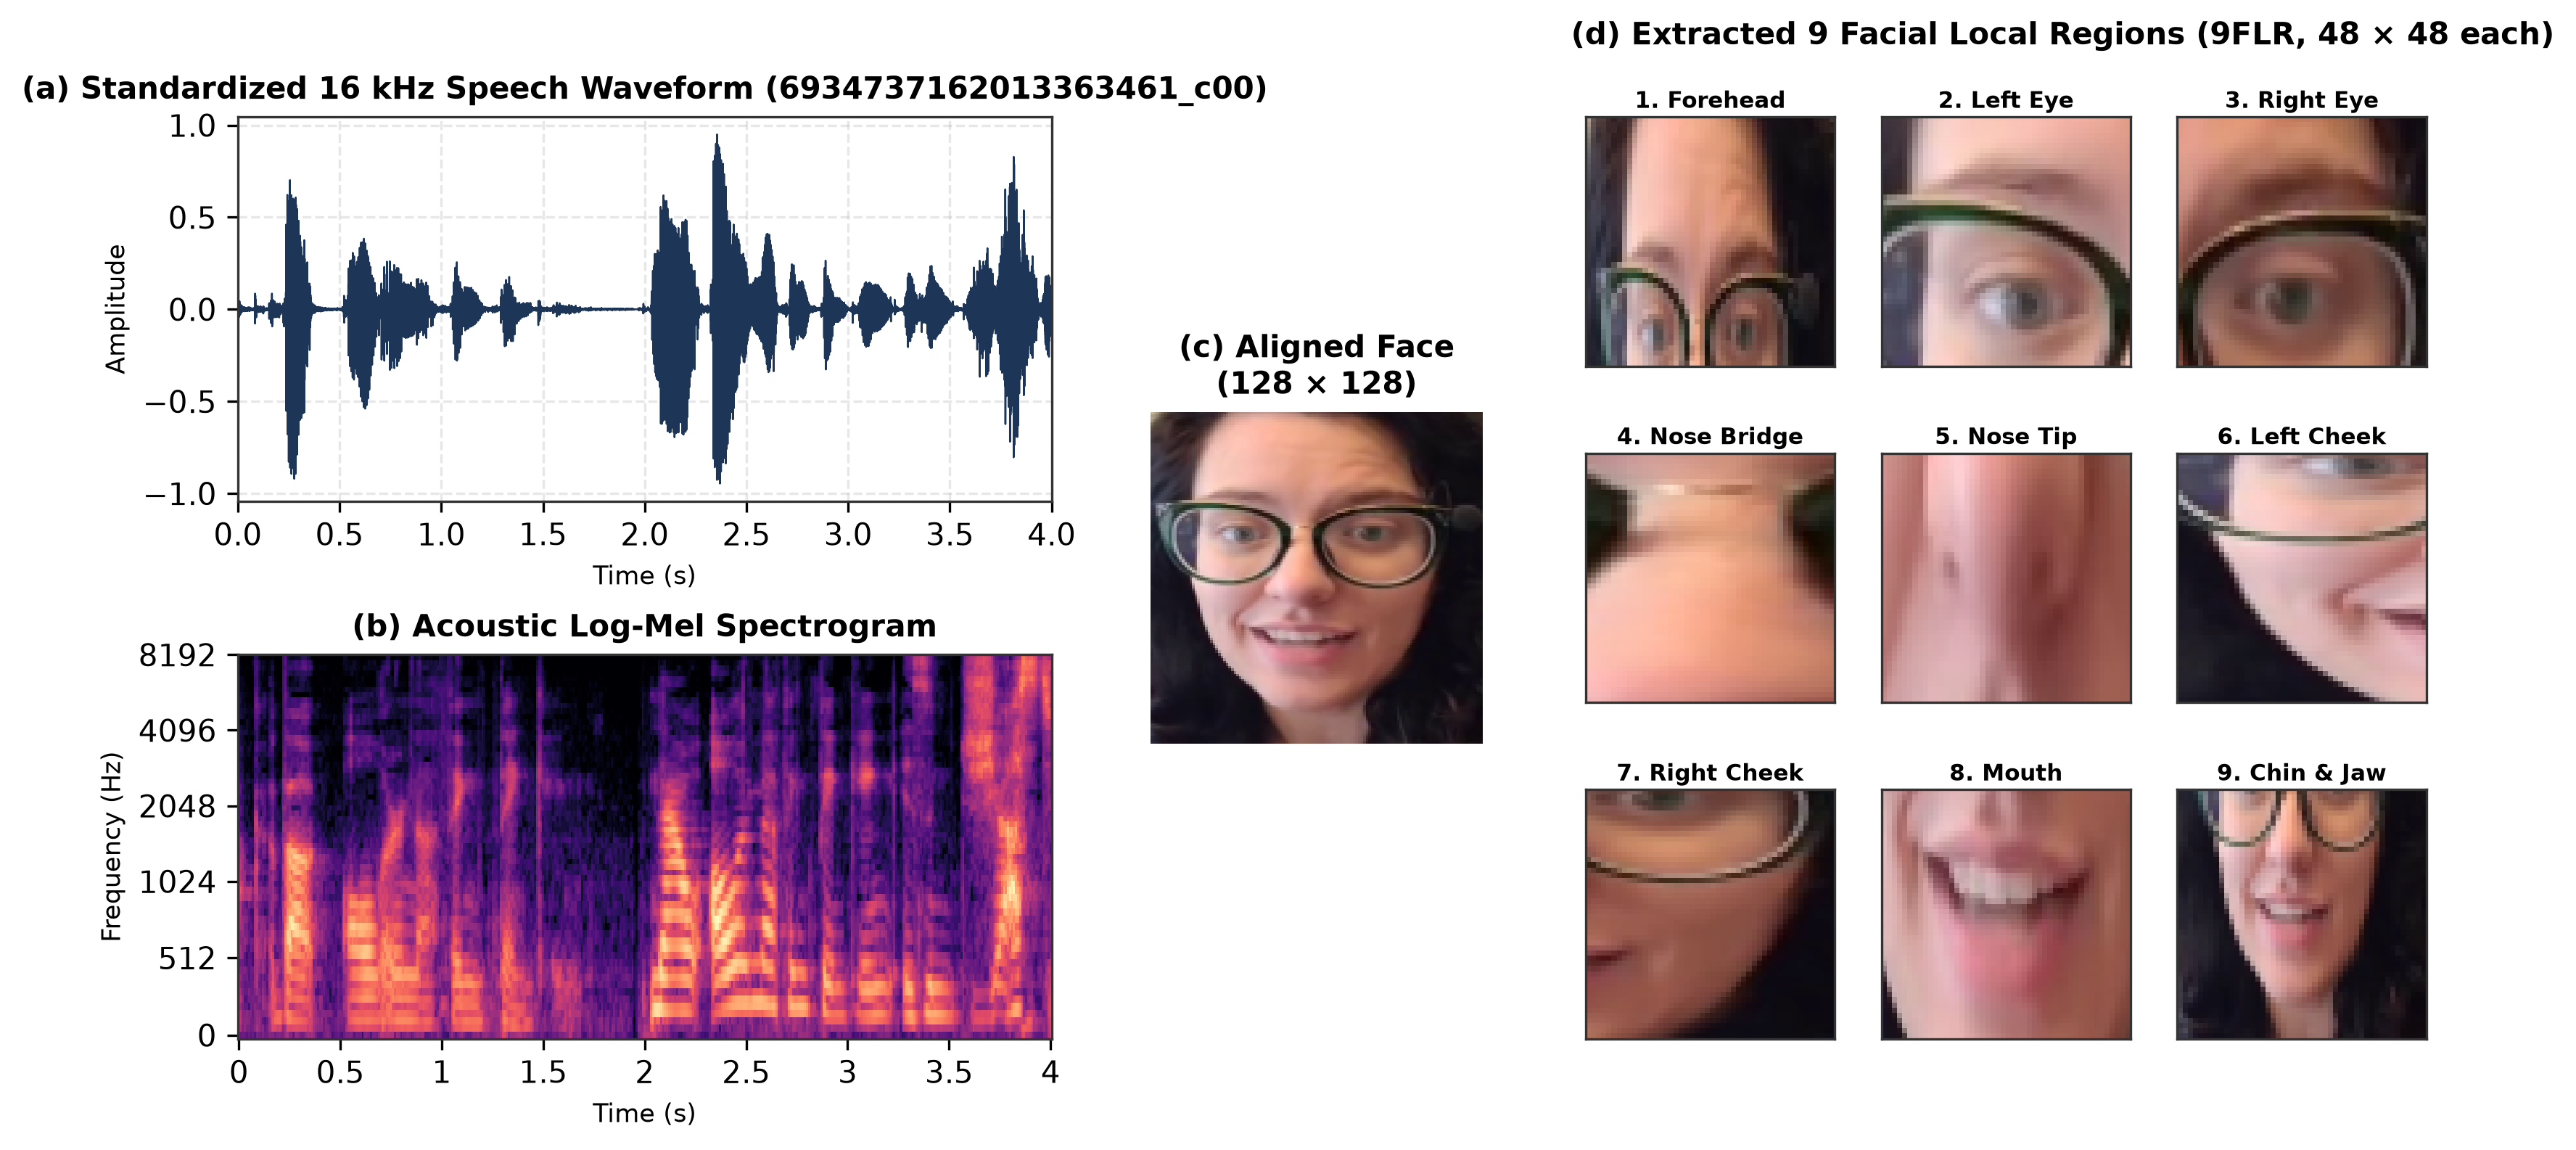 (a) Standardized 16 kHz Speech Waveform (6934737162013363461_c00)
1.0
0.5
0.0
−0.5
−1.0
Amplitude
0.0 0.5 1.0 1.5 2.0 2.5 3.0 3.5 4.0
Time (s)
(b) Acoustic Log-Mel Spectrogram
8192
4096
2048
1024
512
0
Frequency (Hz)
0 0.5 1 1.5 2 2.5 3 3.5 4
Time (s)
(c) Aligned Face
(128 × 128)
(d) Extracted 9 Facial Local Regions (9FLR, 48 × 48 each)
1. Forehead
2. Left Eye
3. Right Eye
4. Nose Bridge
5. Nose Tip
6. Left Cheek
7. Right Cheek
8. Mouth
9. Chin & Jaw